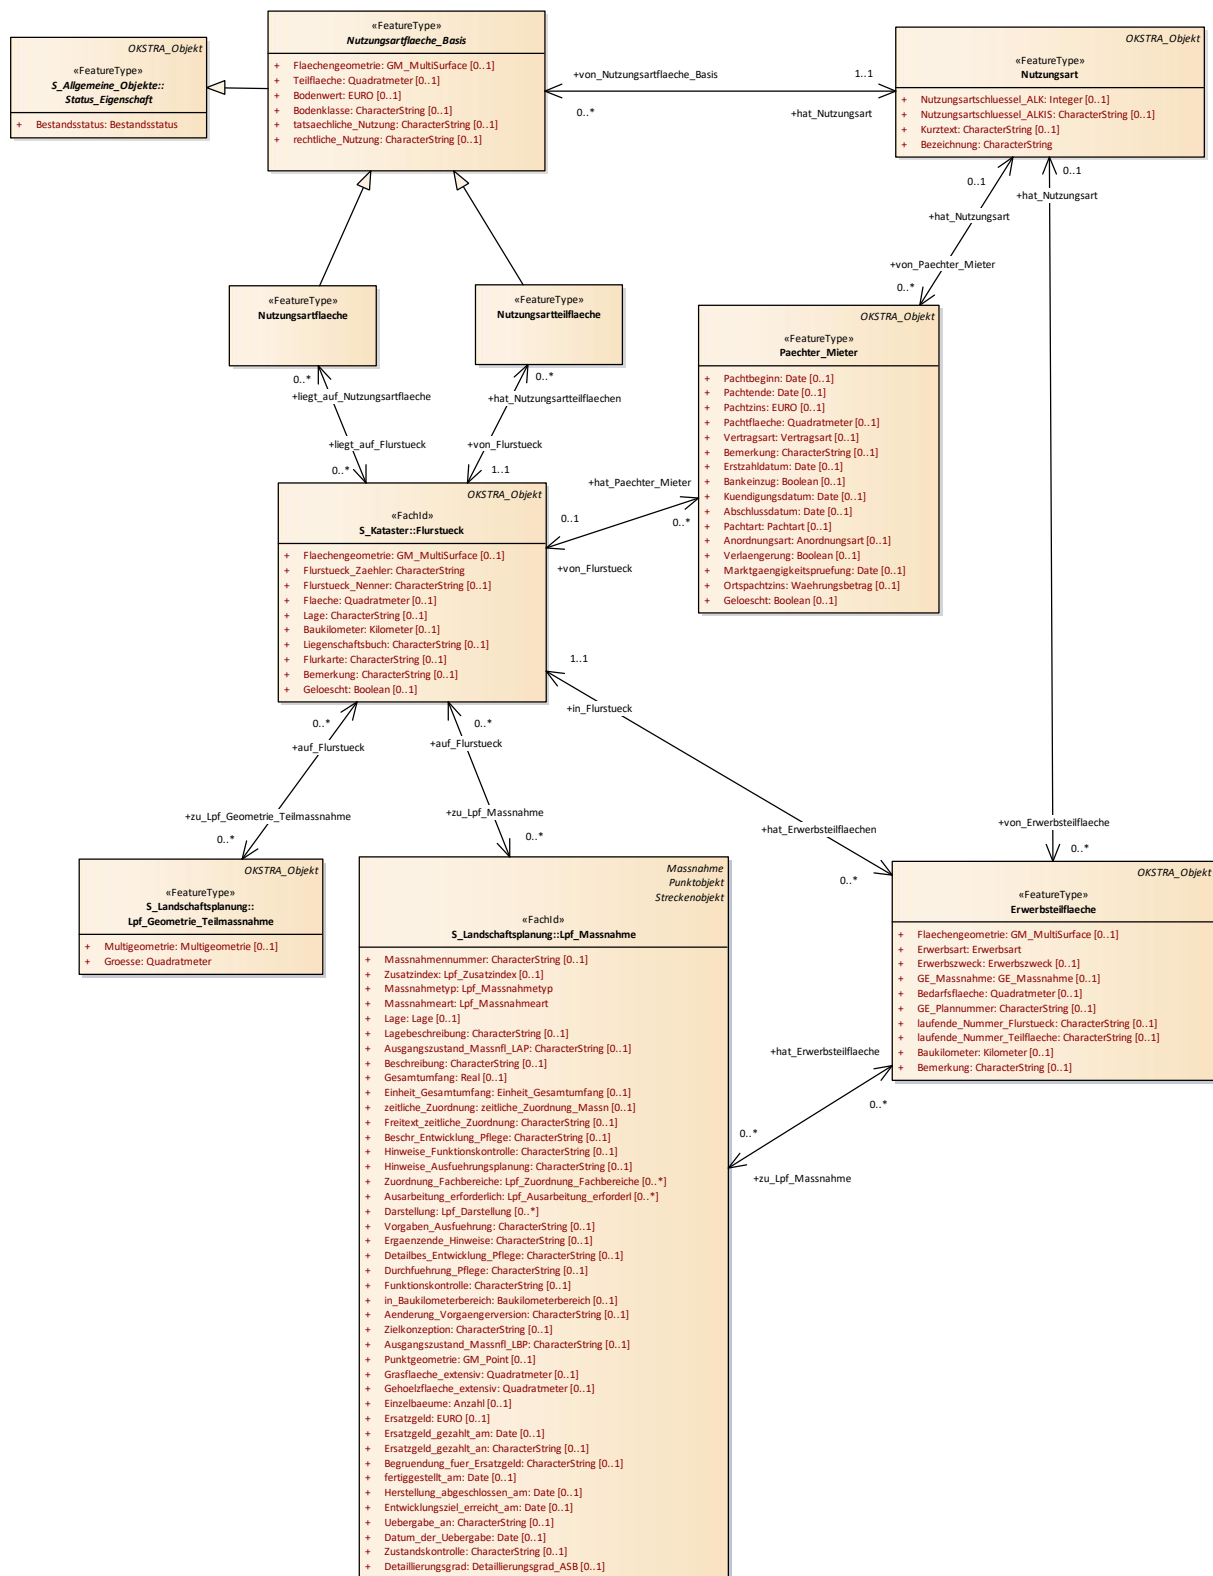 OKSTRA_Objekt
«FeatureType»
S_Allgemeine_Objekte::
Status_Eigenschaft
+ Bestandsstatus: Bestandsstatus
«FeatureType»
Nutzungsartflaeche_Basis
+ Flaechengeometrie: GM_MultiSurface [0..1]
+ Teilflaeche: Quadratmeter [0..1]
+ Bodenwert: EURO [0..1]
+ Bodenklasse: CharacterString [0..1]
+ tatsaechliche_Nutzung: CharacterString [0..1]
+ rechtliche_Nutzung: CharacterString [0..1]
+von_Nutzungsartflaeche_Basis
0..*
1..1
+hat_Nutzungsart
OKSTRA_Objekt
«FeatureType»
Nutzungsart
+ Nutzungsartschluessel_ALK: Integer [0..1]
+ Nutzungsartschluessel_ALKIS: CharacterString [0..1]
+ Kurztext: CharacterString [0..1]
+ Bezeichnung: CharacterString
0..1
+hat_Nutzungsart
0..1
+hat_Nutzungsart
+von_Paechter_Mieter
0..*
«FeatureType»
Nutzungsartflaeche
«FeatureType»
Nutzungsartteilflaeche
0..*
+liegt_auf_Nutzungsartflaeche
0..*
+hat_Nutzungsartteilflaechen
+liegt_auf_Flurstueck
0..*
+von_Flurstueck
1..1
OKSTRA_Objekt
«FeatureType»
Paechter_Mieter
+ Pachtbeginn: Date [0..1]
+ Pachtende: Date [0..1]
+ Pachtzins: EURO [0..1]
+ Pachtflaeche: Quadratmeter [0..1]
+ Vertragsart: Vertragsart [0..1]
+ Bemerkung: CharacterString [0..1]
+ Erstzahldatum: Date [0..1]
+ Bankeinzug: Boolean [0..1]
+ Kuendigungsdatum: Date [0..1]
+ Abschlussdatum: Date [0..1]
+ Pachtart: Pachtart [0..1]
+ Anordnungsart: Anordnungsart [0..1]
+ Verlaengerung: Boolean [0..1]
+ Marktgaengigkeitspruefung: Date [0..1]
+ Ortspachtzins: Waehrungsbetrag [0..1]
+ Geloescht: Boolean [0..1]
+hat_Paechter_Mieter
0..*
0..1
+von_Flurstueck
OKSTRA_Objekt
«FachId»
S_Kataster::Flurstueck
+ Flaechengeometrie: GM_MultiSurface [0..1]
+ Flurstueck_Zaehler: CharacterString
+ Flurstueck_Nenner: CharacterString [0..1]
+ Flaeche: Quadratmeter [0..1]
+ Lage: CharacterString [0..1]
+ Baukilometer: Kilometer [0..1]
+ Liegenschaftsbuch: CharacterString [0..1]
+ Flurkarte: CharacterString [0..1]
+ Bemerkung: CharacterString [0..1]
+ Geloescht: Boolean [0..1]
1..1
+in_Flurstueck
0..*
+auf_Flurstueck
0..*
+auf_Flurstueck
+zu_Lpf_Geometrie_Teilmassnahme
0..*
+zu_Lpf_Massnahme
0..*
+hat_Erwerbsteilflaechen
0..*
+von_Erwerbsteilflaeche
0..*
OKSTRA_Objekt
«FeatureType»
S_Landschaftsplanung::
Lpf_Geometrie_Teilmassnahme
+ Multigeometrie: Multigeometrie [0..1]
+ Groesse: Quadratmeter
Massnahme
Punktobjekt
Streckenobjekt
«FachId»
S_Landschaftsplanung::Lpf_Massnahme
+ Massnahmennummer: CharacterString [0..1]
+ Zusatzindex: Lpf_Zusatzindex [0..1]
+ Massnahmetyp: Lpf_Massnahmetyp
+ Massnahmeart: Lpf_Massnahmeart
+ Lage: Lage [0..1]
+ Lagebeschreibung: CharacterString [0..1]
+ Ausgangszustand_Massnfl_LAP: CharacterString [0..1]
+ Beschreibung: CharacterString [0..1]
+ Gesamtumfang: Real [0..1]
+ Einheit_Gesamtumfang: Einheit_Gesamtumfang [0..1]
+ zeitliche_Zuordnung: zeitliche_Zuordnung_Massn [0..1]
+ Freitext_zeitliche_Zuordnung: CharacterString [0..1]
+ Beschr_Entwicklung_Pflege: CharacterString [0..1]
+ Hinweise_Funktionskontrolle: CharacterString [0..1]
+ Hinweise_Ausfuehrungsplanung: CharacterString [0..1]
+ Zuordnung_Fachbereiche: Lpf_Zuordnung_Fachbereiche [0..*]
+ Ausarbeitung_erforderlich: Lpf_Ausarbeitung_erforderl [0..*]
+ Darstellung: Lpf_Darstellung [0..*]
+ Vorgaben_Ausfuehrung: CharacterString [0..1]
+ Ergaenzende_Hinweise: CharacterString [0..1]
+ Detailbes_Entwicklung_Pflege: CharacterString [0..1]
+ Durchfuehrung_Pflege: CharacterString [0..1]
+ Funktionskontrolle: CharacterString [0..1]
+ in_Baukilometerbereich: Baukilometerbereich [0..1]
+ Aenderung_Vorgaengerversion: CharacterString [0..1]
+ Zielkonzeption: CharacterString [0..1]
+ Ausgangszustand_Massnfl_LBP: CharacterString [0..1]
+ Punktgeometrie: GM_Point [0..1]
+ Grasflaeche_extensiv: Quadratmeter [0..1]
+ Gehoelzflaeche_extensiv: Quadratmeter [0..1]
+ Einzelbaeume: Anzahl [0..1]
+ Ersatzgeld: EURO [0..1]
+ Ersatzgeld_gezahlt_am: Date [0..1]
+ Ersatzgeld_gezahlt_an: CharacterString [0..1]
+ Begruendung_fuer_Ersatzgeld: CharacterString [0..1]
+ fertiggestellt_am: Date [0..1]
+ Herstellung_abgeschlossen_am: Date [0..1]
+ Entwicklungsziel_erreicht_am: Date [0..1]
+ Uebergabe_an: CharacterString [0..1]
+ Datum_der_Uebergabe: Date [0..1]
+ Zustandskontrolle: CharacterString [0..1]
+ Detaillierungsgrad: Detaillierungsgrad_ASB [0..1]
OKSTRA_Objekt
«FeatureType»
Erwerbsteilflaeche
+ Flaechengeometrie: GM_MultiSurface [0..1]
+ Erwerbsart: Erwerbsart
+ Erwerbszweck: Erwerbszweck [0..1]
+ GE_Massnahme: GE_Massnahme [0..1]
+ Bedarfsflaeche: Quadratmeter [0..1]
+ GE_Plannummer: CharacterString [0..1]
+ laufende_Nummer_Flurstueck: CharacterString [0..1]
+ laufende_Nummer_Teilflaeche: CharacterString [0..1]
+ Baukilometer: Kilometer [0..1]
+ Bemerkung: CharacterString [0..1]
+hat_Erwerbsteilflaeche
0..*
0..*
+zu_Lpf_Massnahme